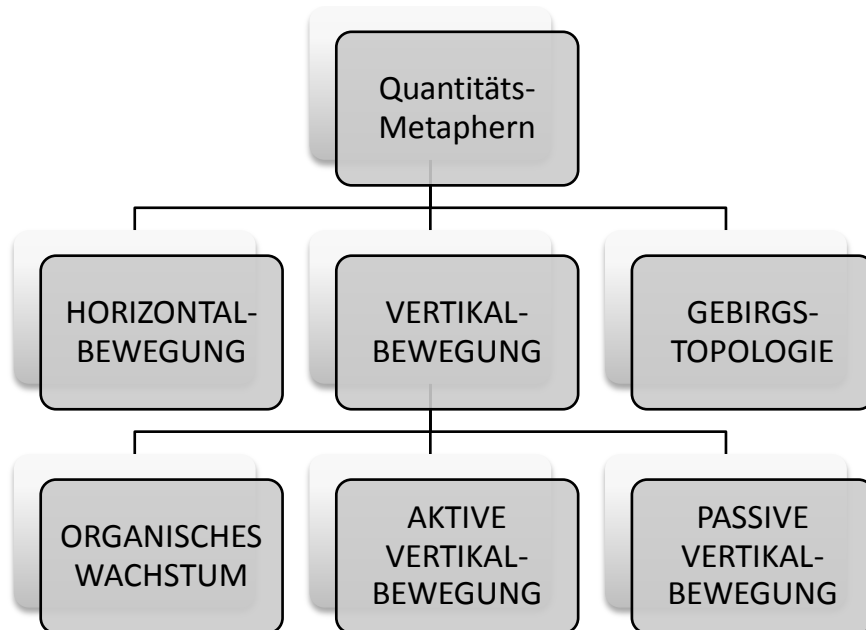 Quantitäts-
Metaphern
HORIZONTAL-
BEWEGUNG
VERTIKAL-
BEWEGUNG
GEBIRGS-
TOPOLOGIE
ORGANISCHES
WACHSTUM
AKTIVE
VERTIKAL-
BEWEGUNG
PASSIVE
VERTIKAL-
BEWEGUNG